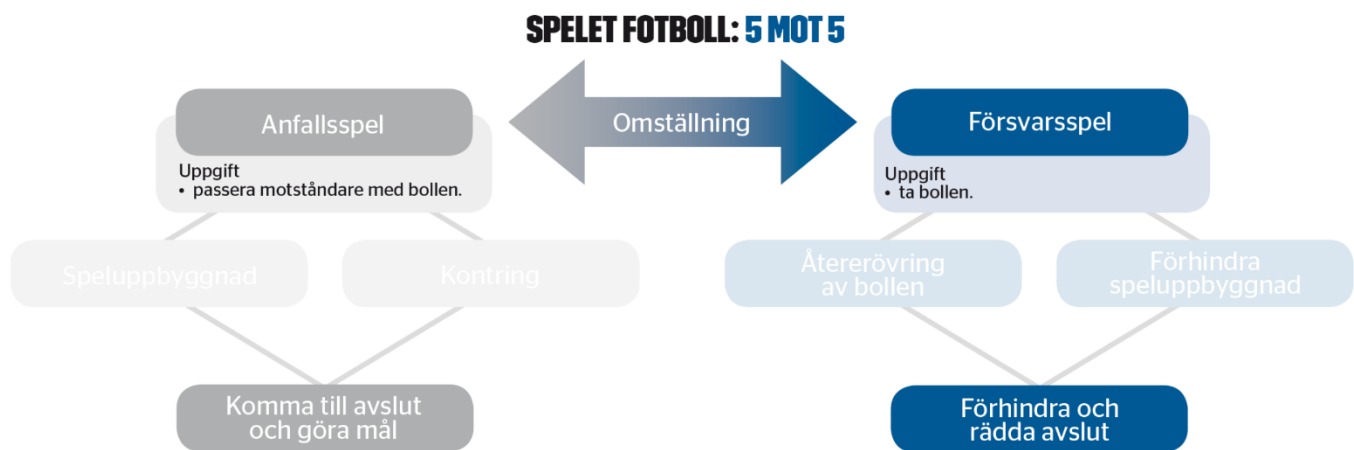 SPELET FOTBOLL: 5 MOT 5
Anfallsspel
Omställning
Försvarsspel
Uppgift
• passera motståndare med bollen.
Uppgift
• ta bollen.
Speluppbyggnad
Kontring
Återerövring
av bollen
Förhindra
speluppbyggnad
Komma till avslut
och göra mål
Förhindra och
rädda avslut